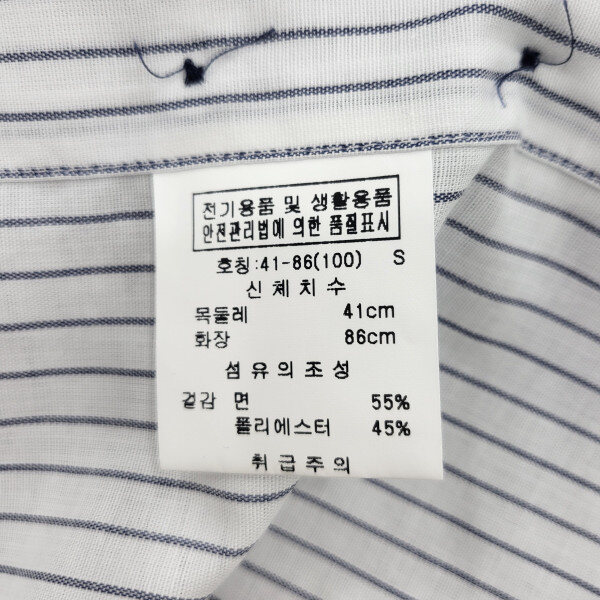 전기용품 및 생활용품
안전관리법에 의한 품질표시
호칭:41-86(100) S
신체치수
목둘레 41cm
화장 86cm
섬유의조성
겉감 면 55%
폴리에스터 45%
취급주의